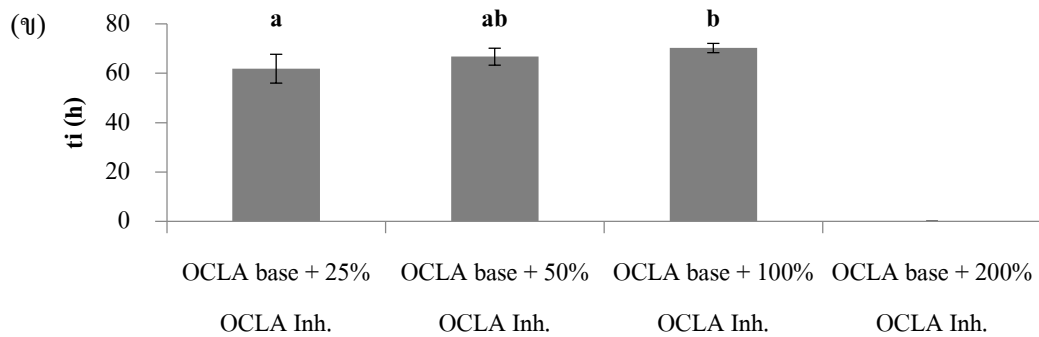 (ข)
80
60
40
20
0
ti (h)
a
ab
b
OCLA base + 25%
OCLA Inh.
OCLA base + 50%
OCLA Inh.
OCLA base + 100%
OCLA Inh.
OCLA base + 200%
OCLA Inh.